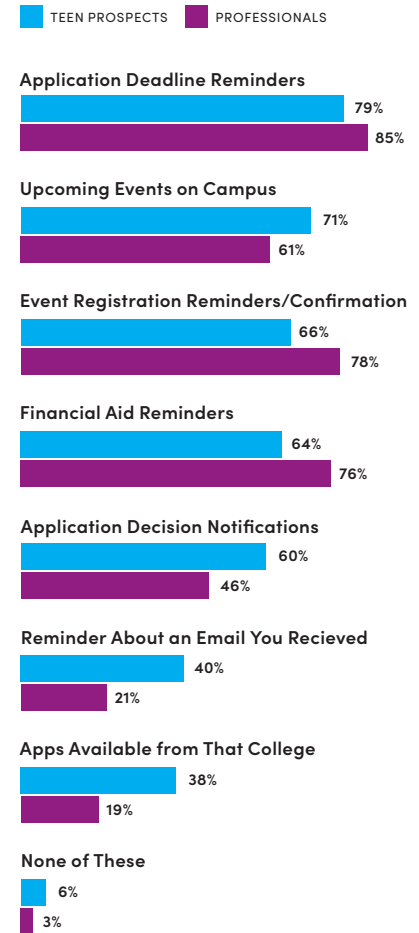 TEEN PROSPECTS PROFESSIONALS
Application Deadline Reminders
79%
85%
Upcoming Events on Campus
71%
61%
Event Registration Reminders/Confirmation
66%
78%
Financial Aid Reminders
64%
76%
Application Decision Notifications
60%
46%
Reminder About an Email You Recieved
40%
21%
Apps Available from That College
38%
19%
None of These
6%
3%